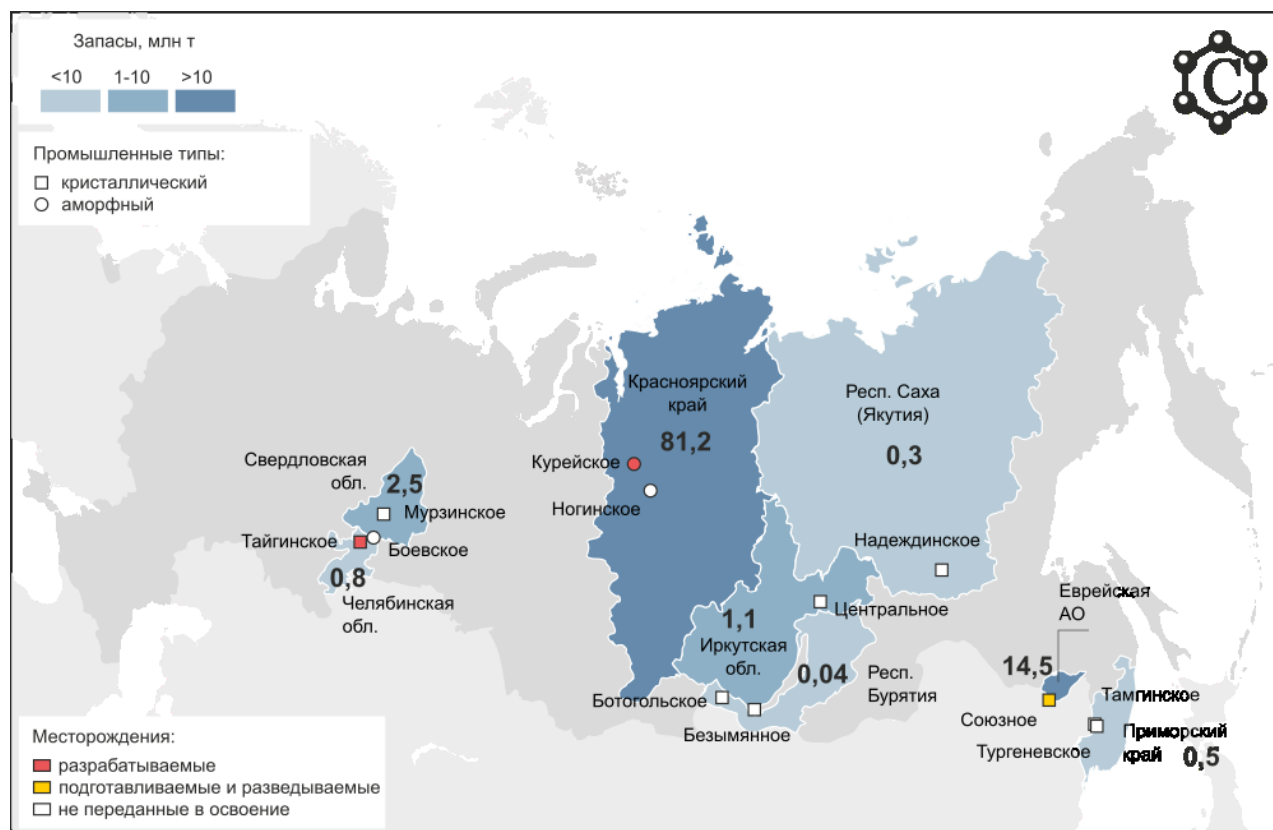 Запасы, млн т
<10 1-10 >10
C
Промышленные типы:
кристаллический
аморфный
Красноярский
край
81,2
Респ. Саха
(Якутия)
0,3
Курейское
Ногинское
Свердловская
обл.
2,5
Мурзинское
Тайгинское
Боевское
0,8
Челябинская
обл.
Надеждинское
Центральное
1,1
Иркутская
обл.
0,04
Респ.
Бурятия
Ботогольское
Безымянное
Еврейская
АО
14,5
Союзное
Тамгинское
Тургеневское
Приморский
край 0,5
Месторождения:
разрабатываемые
подготавливаемые и разведываемые
не переданные в освоение